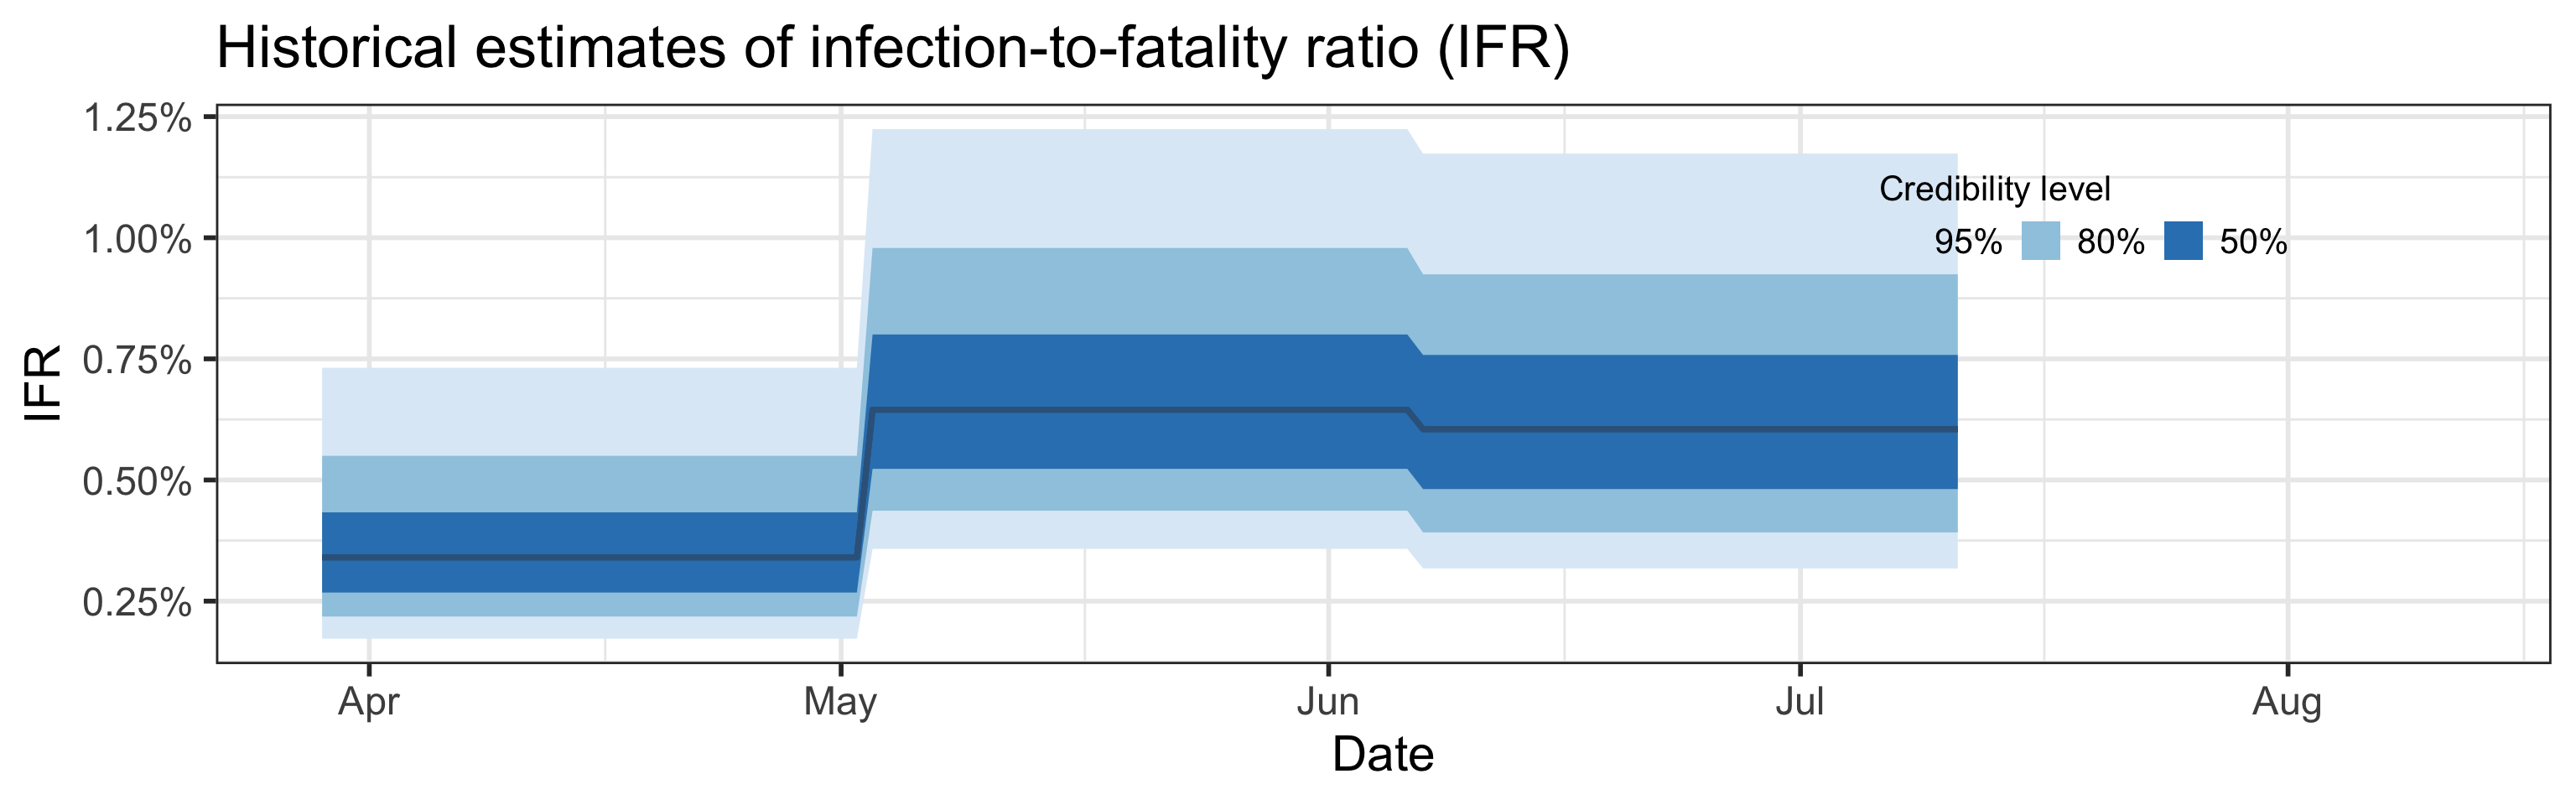 Historical estimates of infection-to-fatality ratio (IFR)
1.25%
1.00%
0.75%
0.50%
0.25%
IFR
Credibility level
95% 80% 50%
Apr May Jun Jul Aug
Date